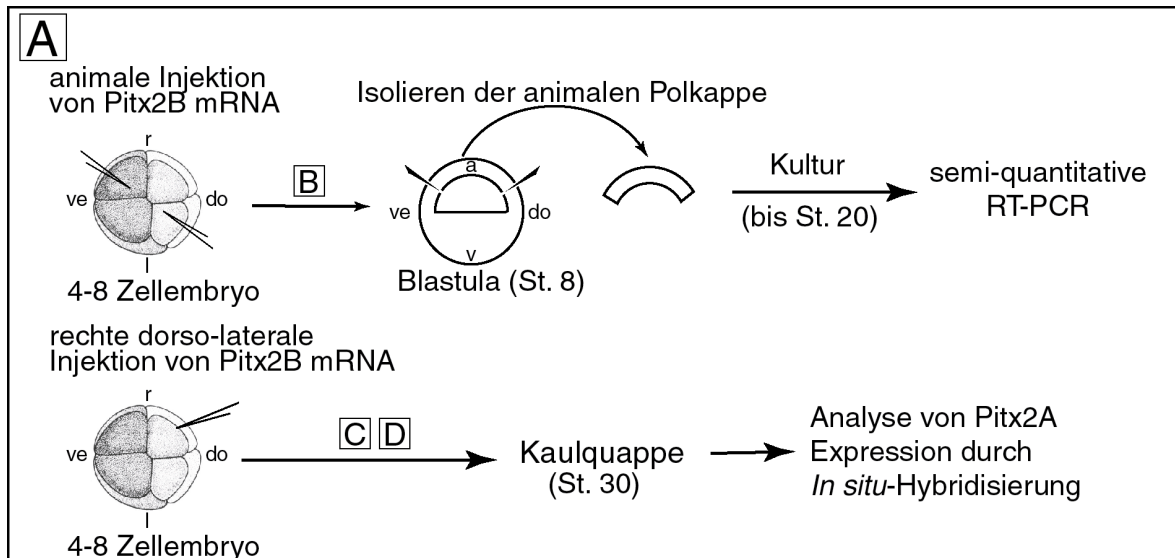 A
animale Injektion
von Pitx2B mRNA
Isolieren der animalen Polkappe
r
ve
do
l
B
a
ve
do
v
Kultur
(bis St. 20)
semi-quantitative
RT-PCR
4-8 Zellembryo
Blastula (St. 8)
rechte dorso-laterale
Injektion von Pitx2B mRNA
r
ve
do
l
C D
Kaulquappe
(St. 30)
Analyse von Pitx2A
Expression durch
In situ-Hybridisierung
4-8 Zellembryo